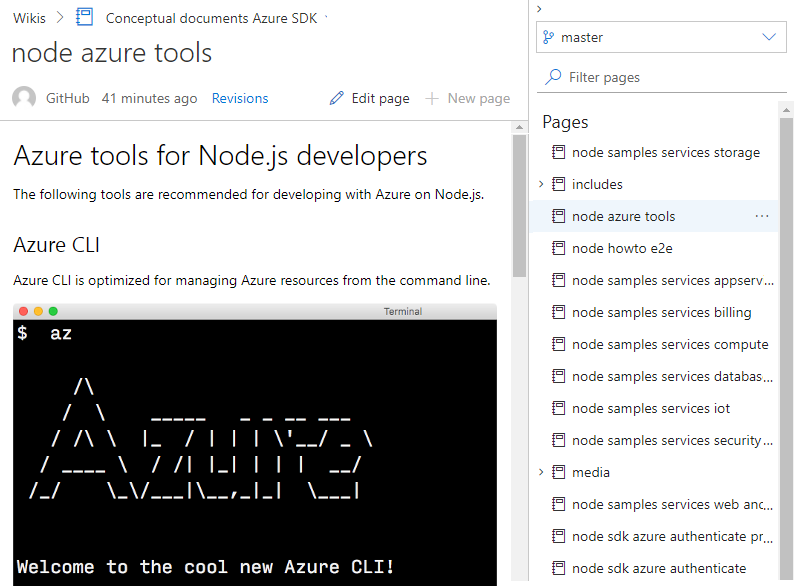 Wikis > Conceptual documents Azure SDK
node azure tools
GitHub 41 minutes ago Revisions Edit page + New page
Azure tools for Node.js developers
The following tools are recommended for developing with Azure on Node.js.
Azure CLI
Azure CLI is optimized for managing Azure resources from the command line.
Terminal
$ az
Azure
Welcome to the cool new Azure CLI!
master
Filter pages
Pages
node samples services storage
includes
node azure tools ...
node howto e2e
node samples services appserv...
node samples services billing
node samples services compute
node samples services databas...
node samples services iot
node samples services security...
media
node samples services web anc...
node sdk azure authenticate pr...
node sdk azure authenticate